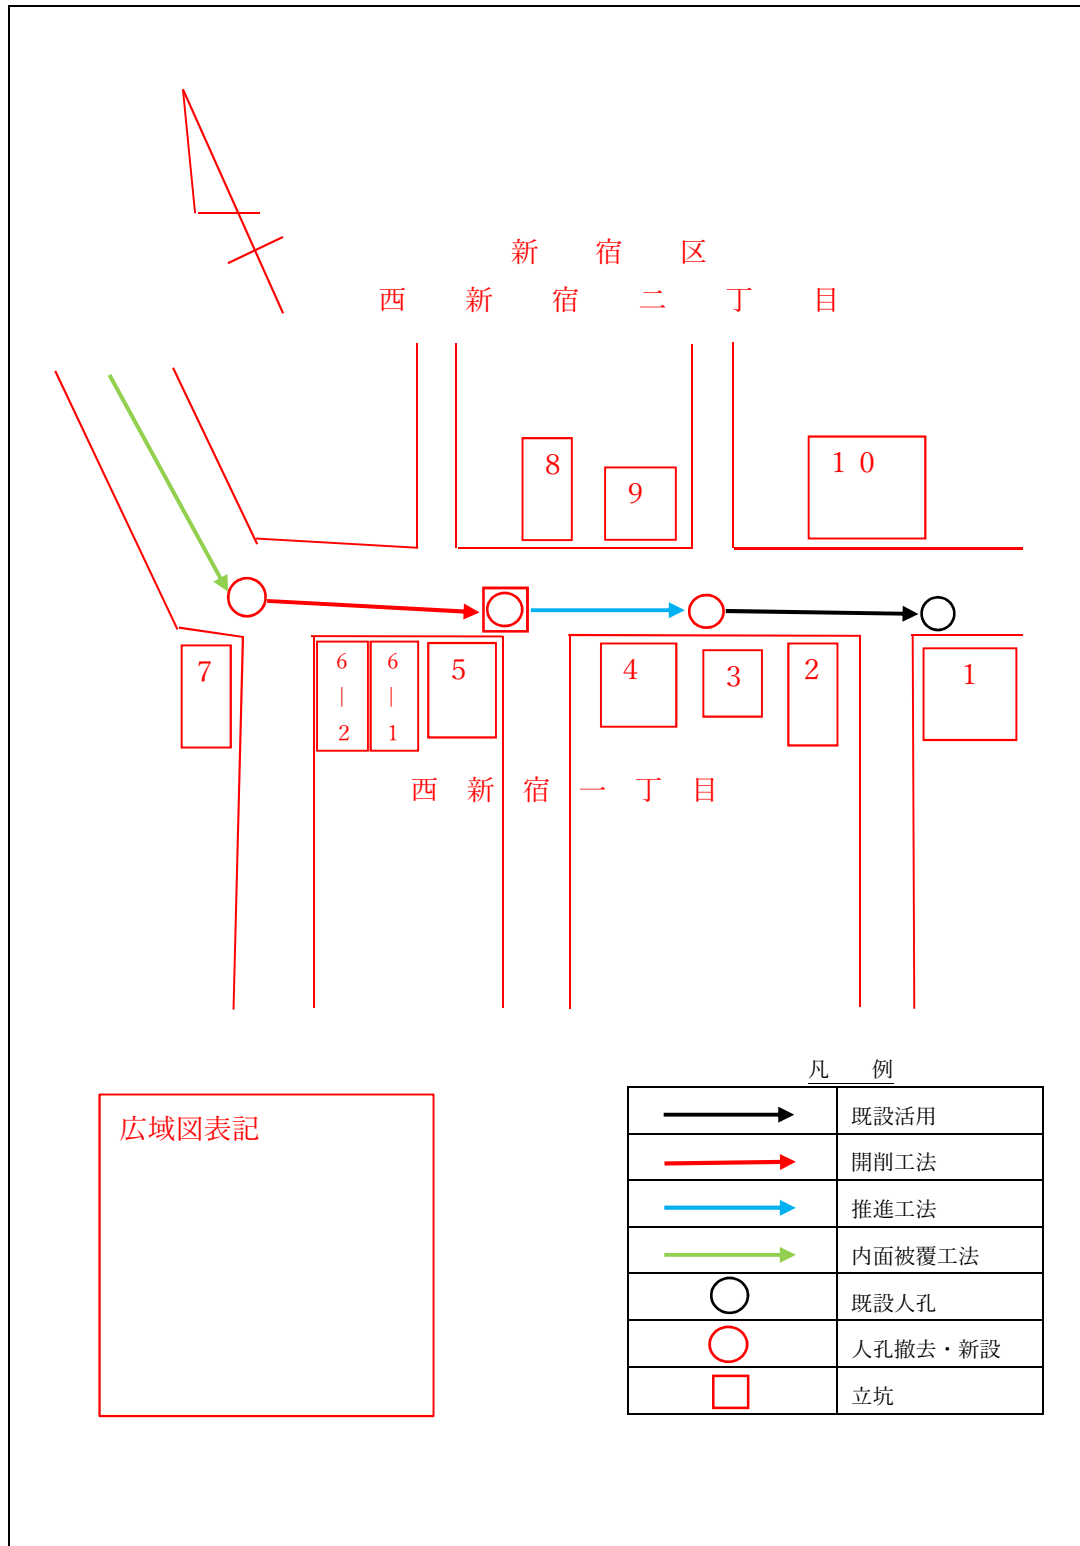 新宿区
西新宿二丁目
8
9
10
7
6|2
6|1
5
4
3
2
1
西新宿一丁目
広域図表記
凡例
既設活用
開削工法
推進工法
内面被覆工法
既設人孔
人孔撤去・新設
立坑